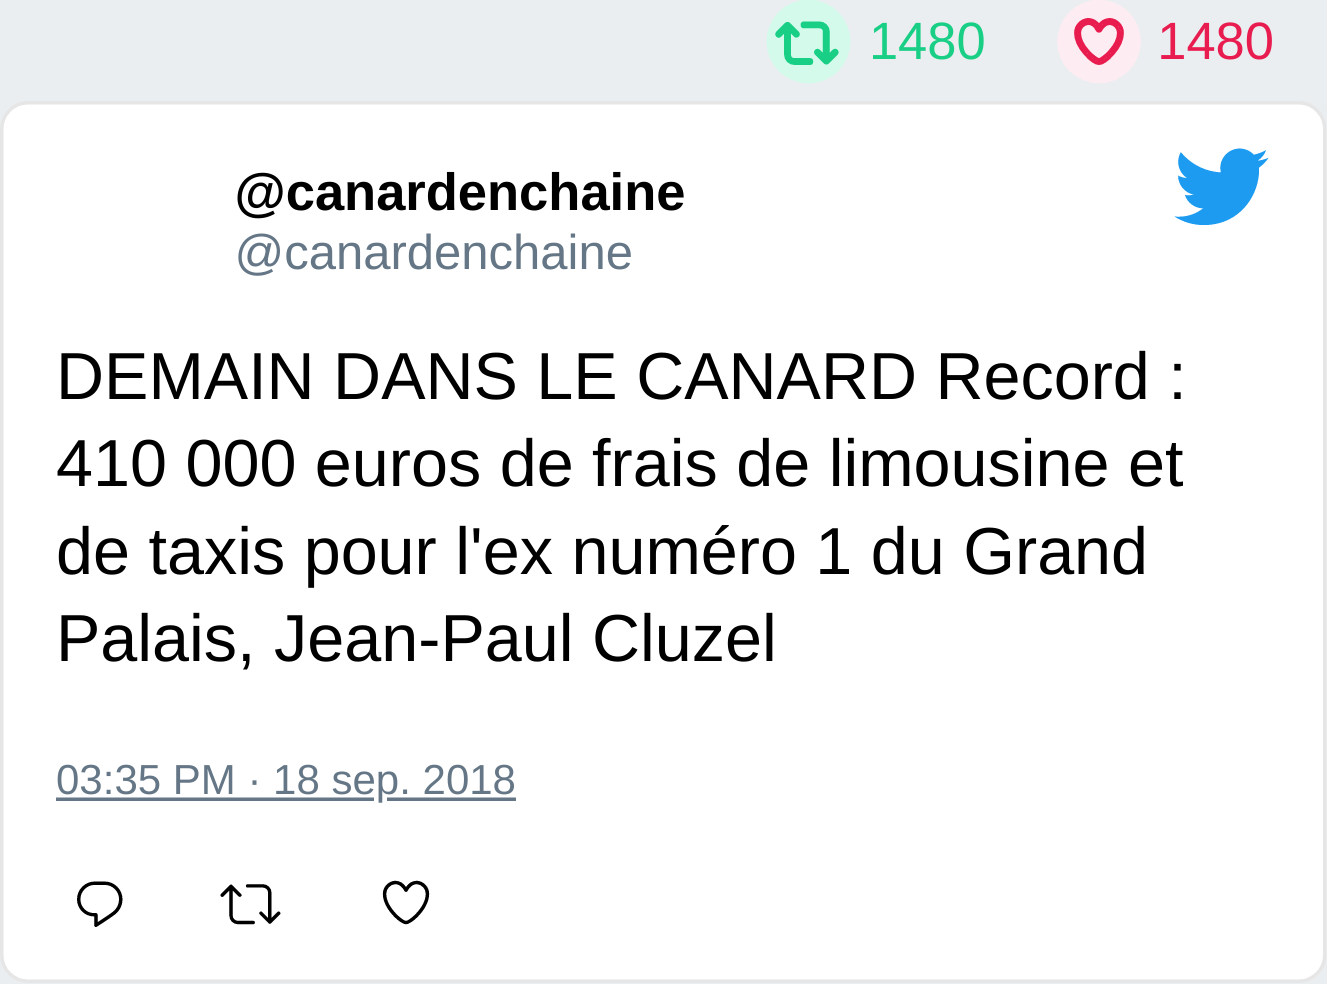 1480 1480
@canardenchaine
@canardenchaine
DEMAIN DANS LE CANARD Record :
410 000 euros de frais de limousine et
de taxis pour l'ex numéro 1 du Grand
Palais, Jean-Paul Cluzel
03:35 PM · 18 sep. 2018